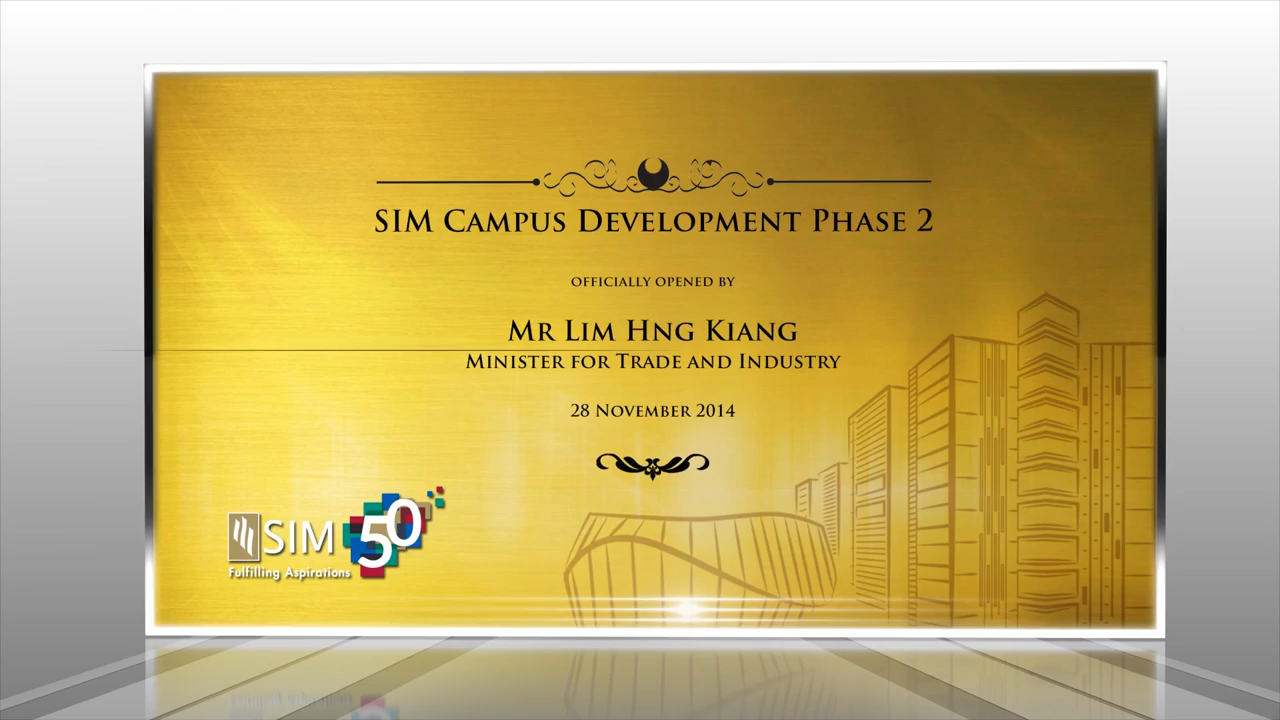 SIM Campus Development Phase 2
officially opened by
Mr Lim Hng Kiang
Minister for Trade and Industry
28 November 2014
SIM 50
Fulfilling Aspirations